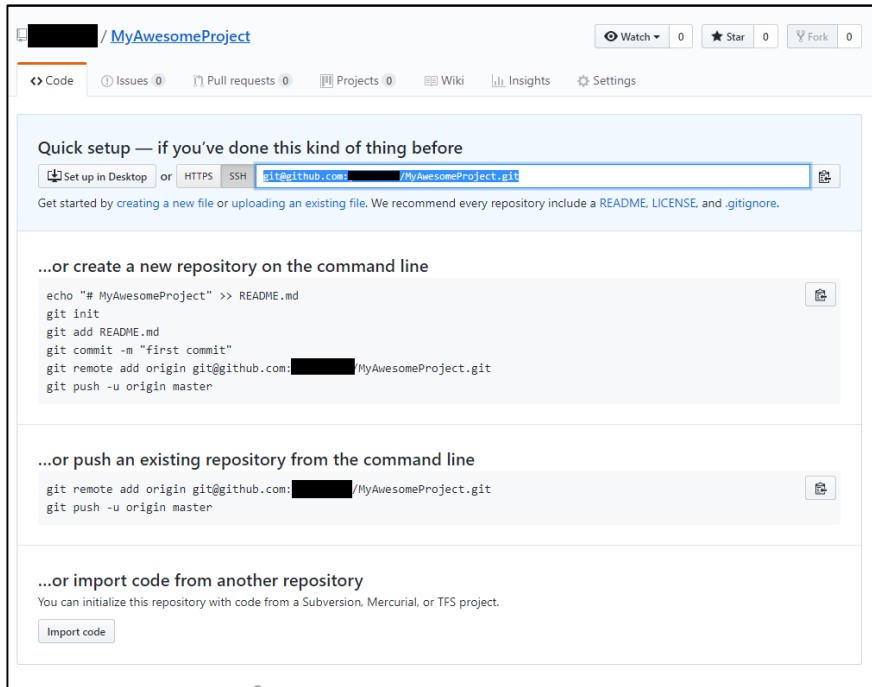 / MyAwesomeProject
Watch 0 Star 0 Fork 0
Code Issues 0 Pull requests 0 Projects 0 Wiki Insights Settings
Quick setup — if you've done this kind of thing before
Set up in Desktop or HTTPS SSH git@github.com: /MyAwesomeProject.git
Get started by creating a new file or uploading an existing file. We recommend every repository include a README, LICENSE, and .gitignore.
...or create a new repository on the command line
echo "# MyAwesomeProject" >> README.md
git init
git add README.md
git commit -m "first commit"
git remote add origin git@github.com: /MyAwesomeProject.git
git push -u origin master
...or push an existing repository from the command line
git remote add origin git@github.com: /MyAwesomeProject.git
git push -u origin master
...or import code from another repository
You can initialize this repository with code from a Subversion, Mercurial, or TFS project.
Import code